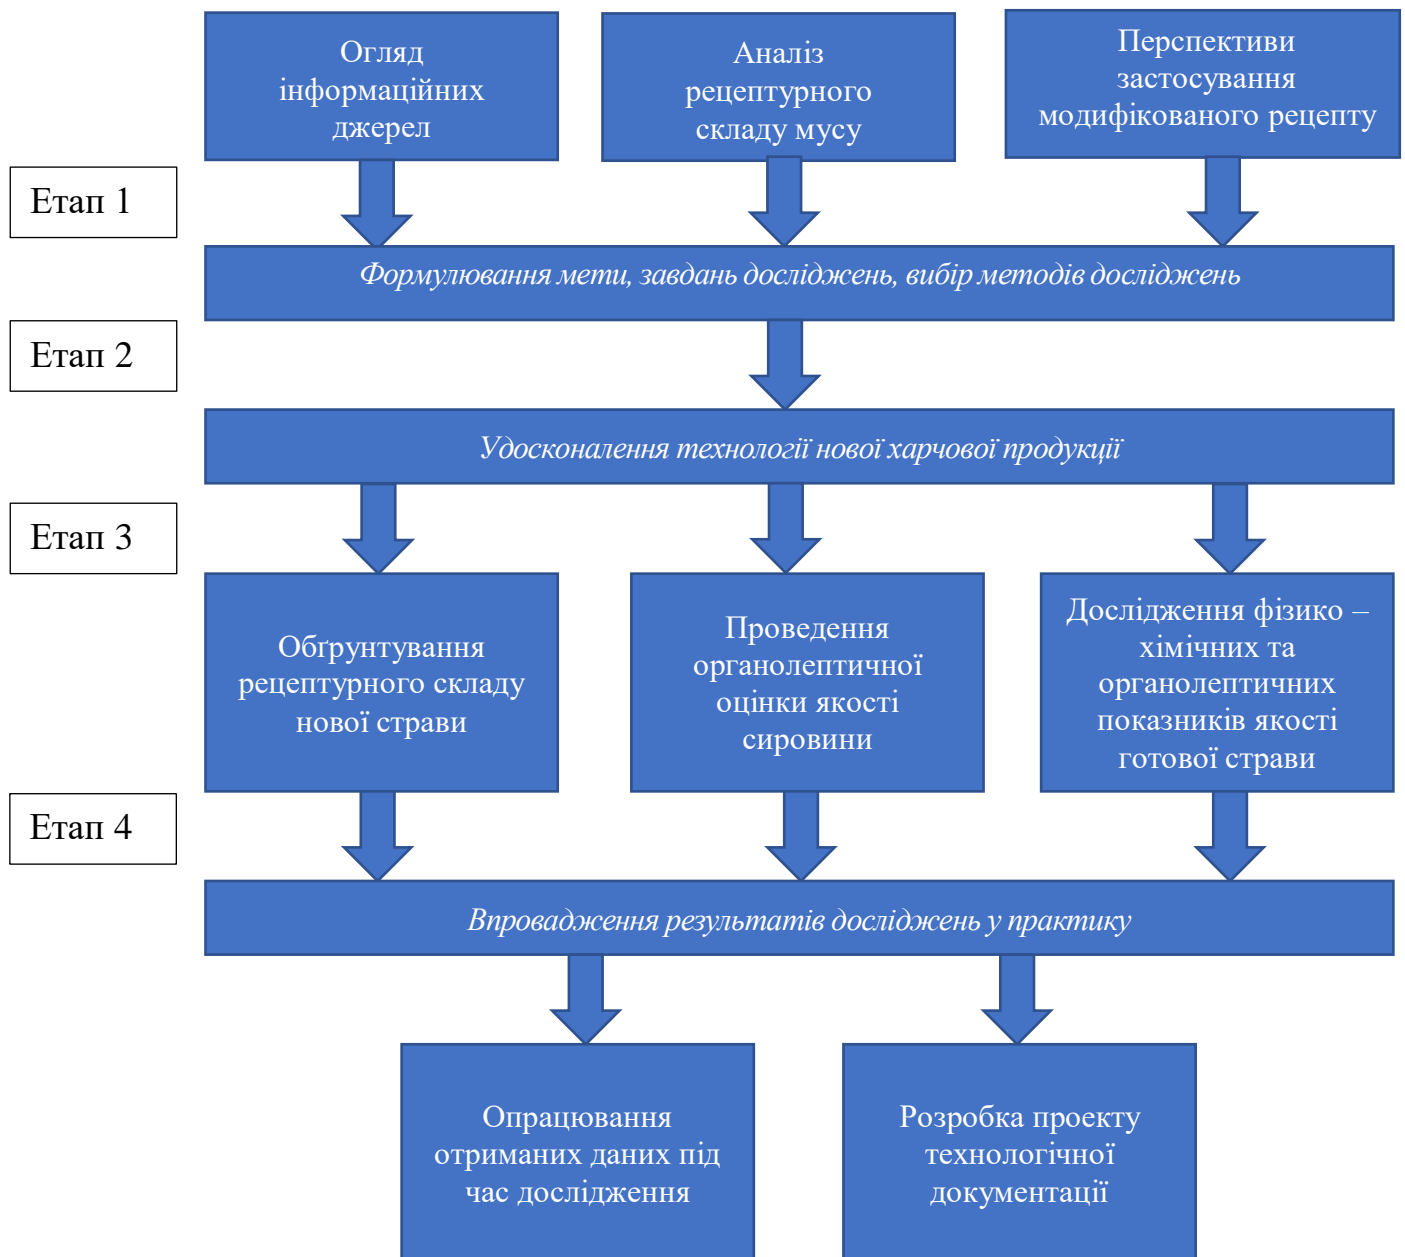 Огляд
інформаційних
джерел
Аналіз
рецептурного
складу мусу
Перспективи
застосування
модифікованого рецепту
Етап 1
Формулювання мети, завдань досліджень, вибір методів досліджень
Етап 2
Удосконалення технології нової харчової продукції
Етап 3
Обґрунтування
рецептурного складу
нової страви
Проведення
органолептичної
оцінки якості
сировини
Дослідження фізико –
хімічних та
органолептичних
показників якості
готової страви
Етап 4
Впровадження результатів досліджень у практику
Опрацювання
отриманих даних під
час дослідження
Розробка проекту
технологічної
документації